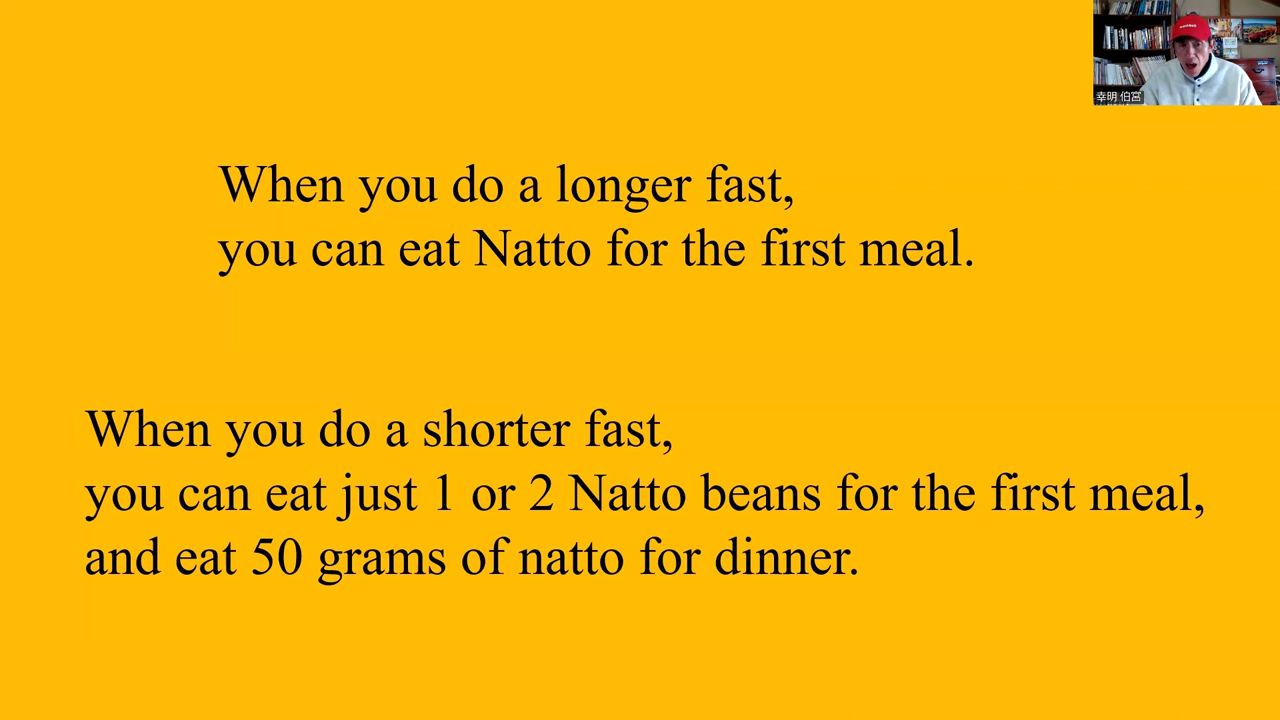 When you do a longer fast,
you can eat Natto for the first meal.
When you do a shorter fast,
you can eat just 1 or 2 Natto beans for the first meal,
and eat 50 grams of natto for dinner.
幸明 伯宮